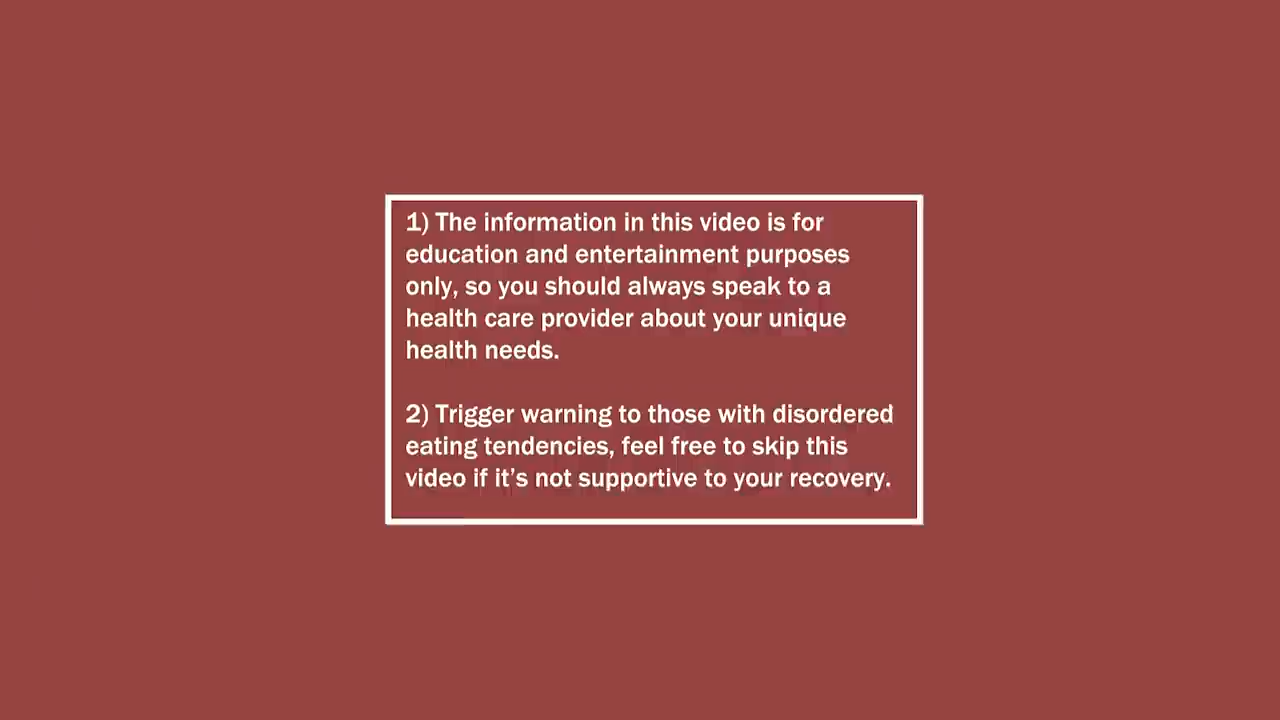 1) The information in this video is for
education and entertainment purposes
only, so you should always speak to a
health care provider about your unique
health needs.
2) Trigger warning to those with disordered
eating tendencies, feel free to skip this
video if it’s not supportive to your recovery.